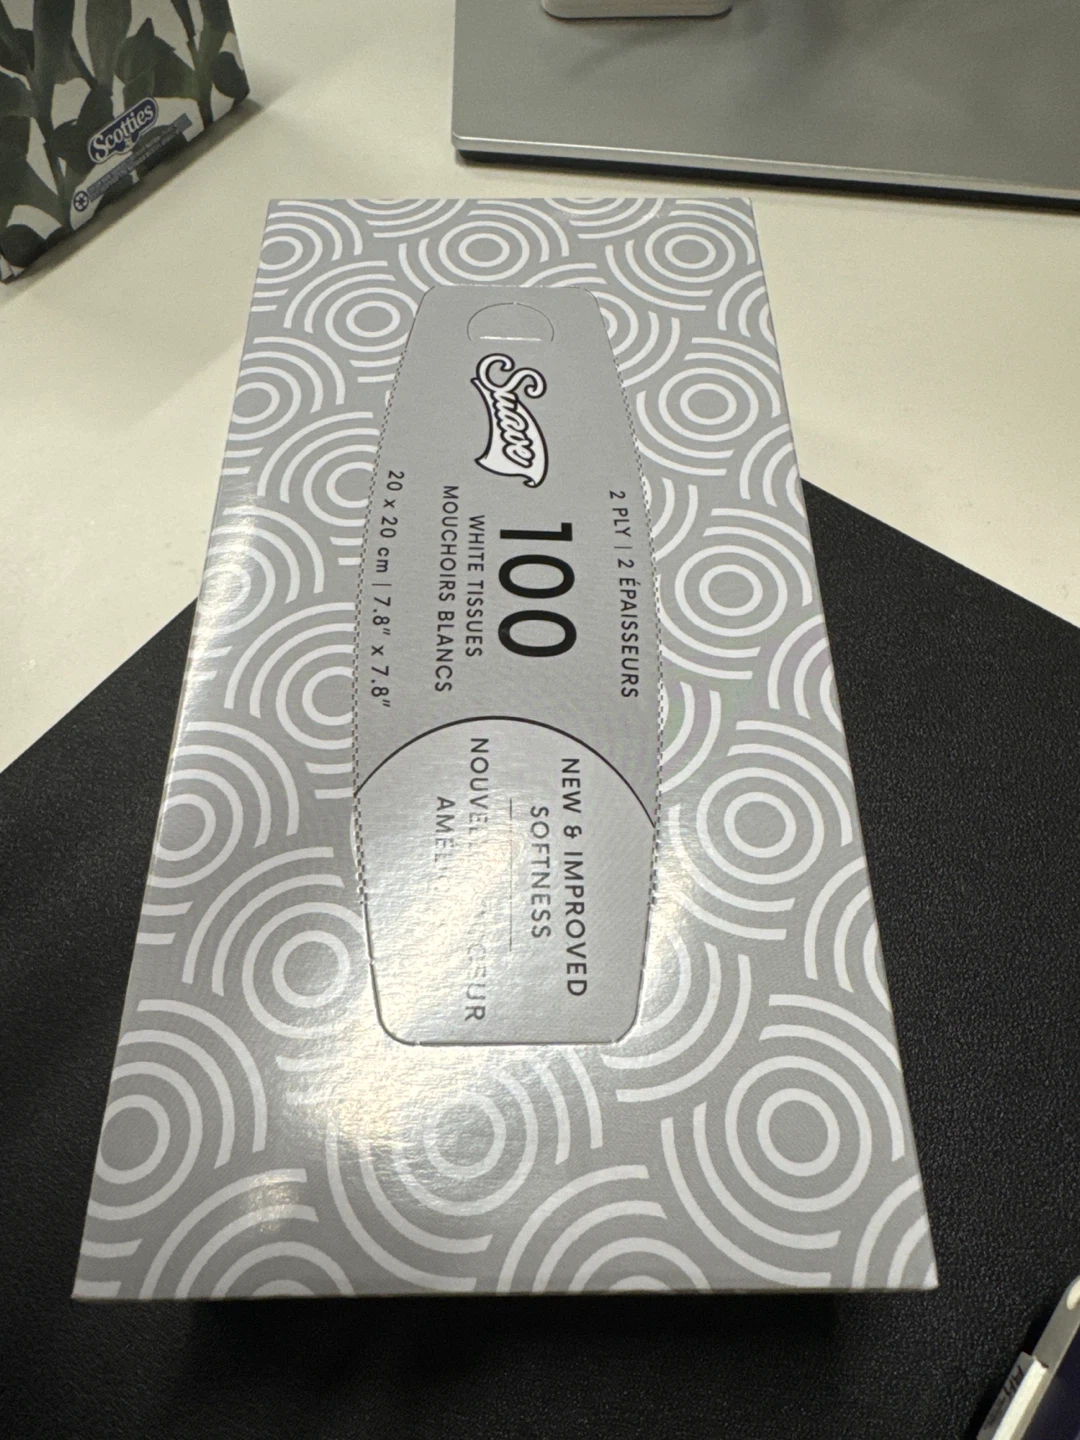 Scotties
Suave
2 PLY | 2 ÉPAISSEURS
100
WHITE TISSUES
MOUCHOIRS BLANCS
20 x 20 cm | 7.8" x 7.8"
NEW & IMPROVED
SOFTNESS